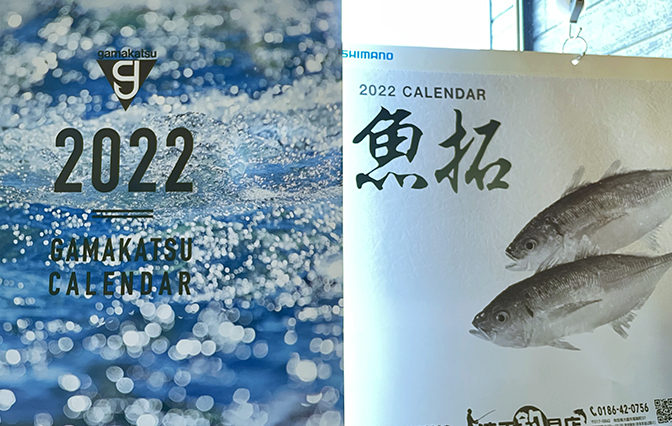 gamakatsu
g
2022
GAMAKATSU
CALENDAR
SHIMANO
2022 CALENDAR
魚拓
0186-42-0756